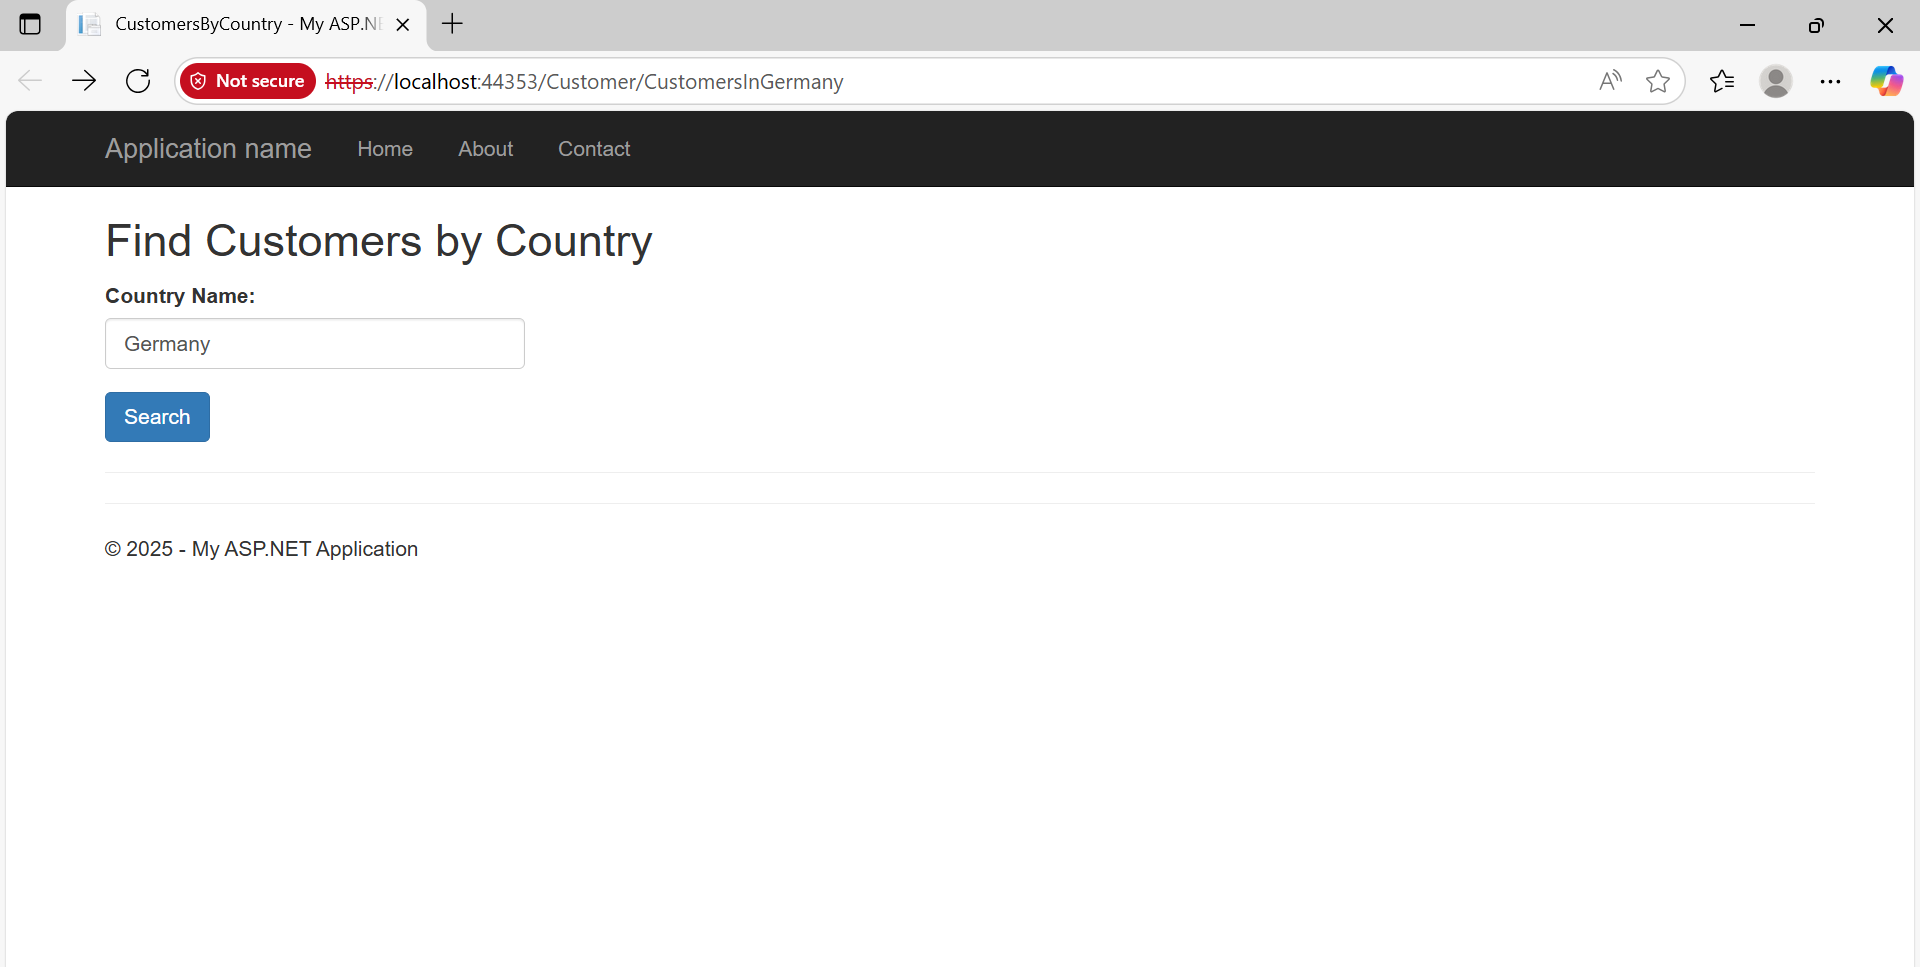 CustomersByCountry - My ASP.NE
Not secure https://localhost:44353/Customer/CustomersInGermany
Application name Home About Contact
Find Customers by Country
Country Name:
Germany
Search
© 2025 - My ASP.NET Application